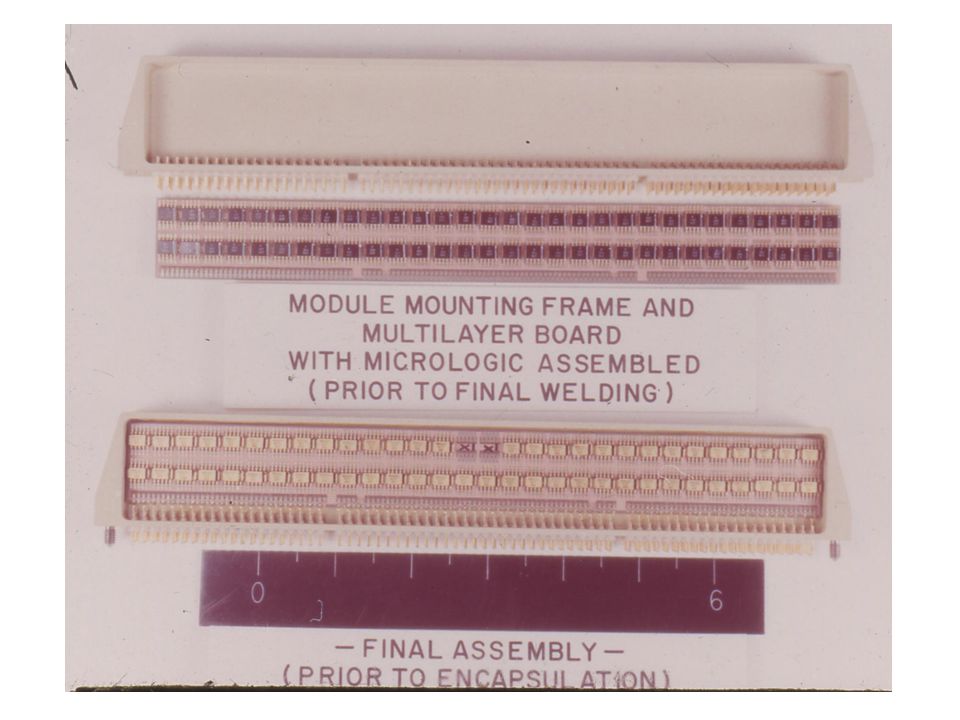 MODULE MOUNTING FRAME AND
MULTILAYER BOARD
WITH MICROLOGIC ASSEMBLED
(PRIOR TO FINAL WELDING)
X X
0 6
— FINAL ASSEMBLY —
(PRIOR TO ENCAPSULATION)